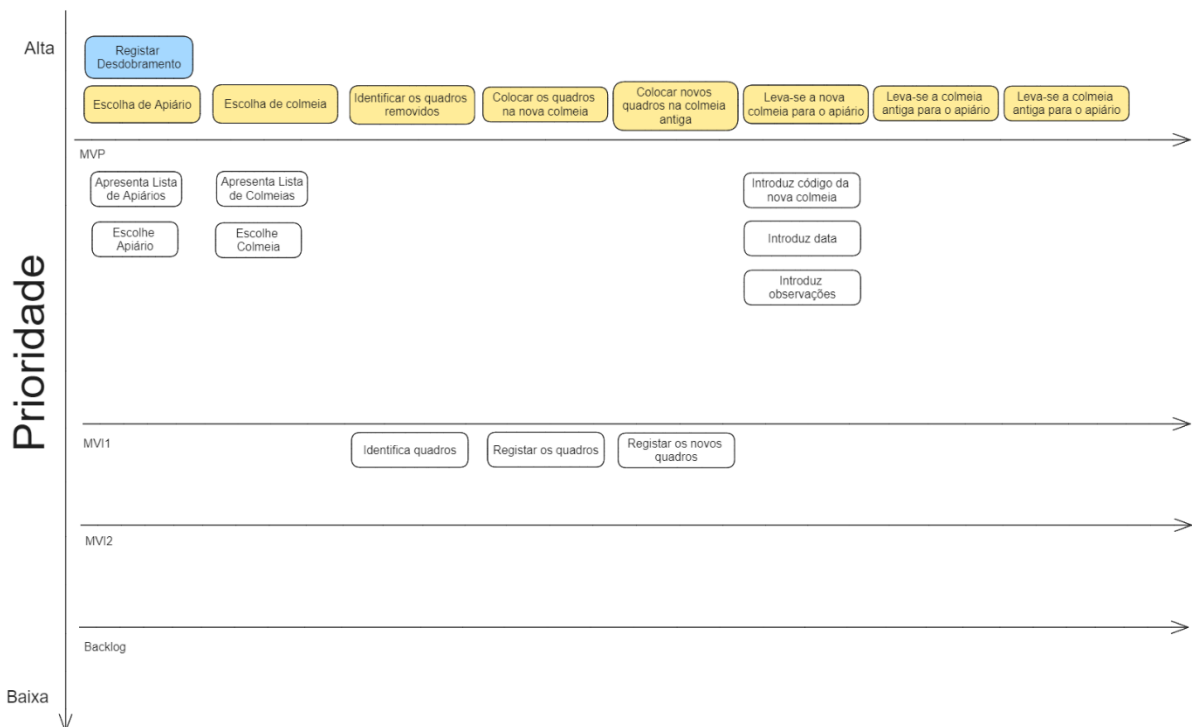 Alta
Registar
Desdobramento
Escolha de Apiário
Escolha de colmeia
Identificar os quadros
removidos
Colocar os quadros
na nova colmeia
Colocar novos
quadros na colmeia
antiga
Leva-se a nova
colmeia para o apiário
Leva-se a colmeia
antiga para o apiário
Leva-se a colmeia
antiga para o apiário
MVP
Apresenta Lista
de Apiários
Apresenta Lista
de Colmeias
Introduz código da
nova colmeia
Escolhe
Apiário
Escolhe
Colmeia
Introduz data
Introduz
observações
Prioridade
MVI1
Identifica quadros
Registar os quadros
Registar os novos
quadros
MVI2
Backlog
Baixa